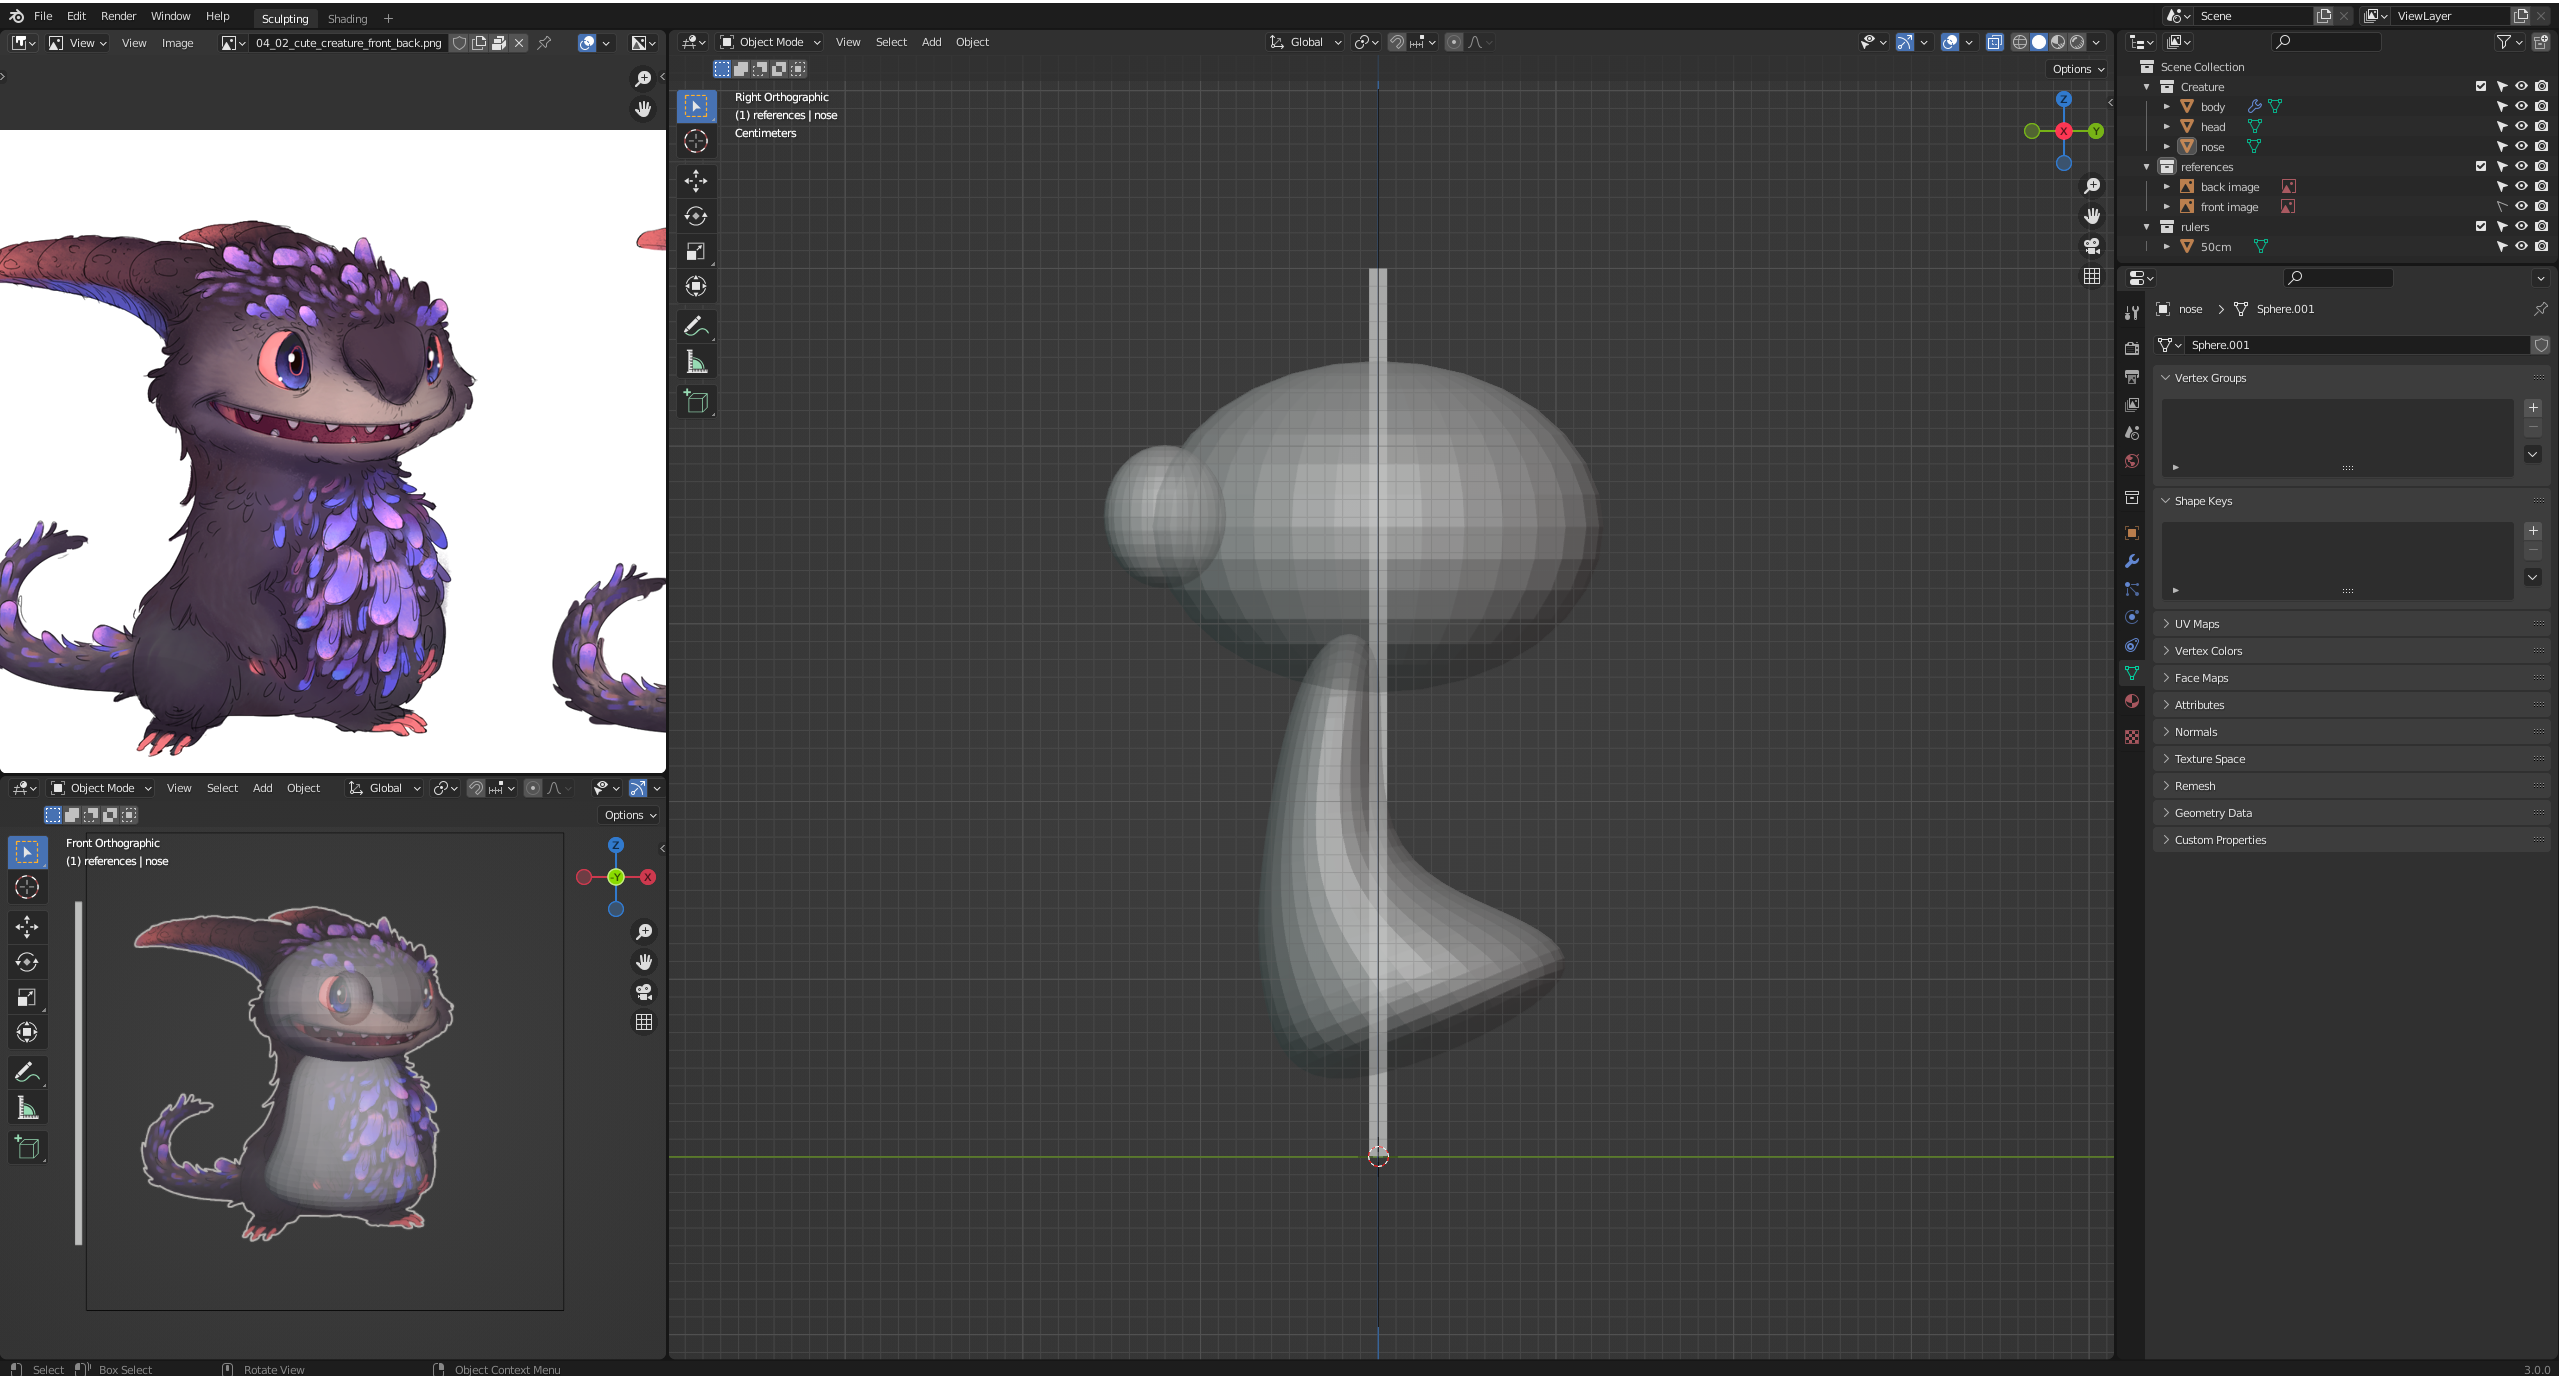 File Edit Render Window Help Sculpting Shading +
Scene ViewLayer
View View Image 04_02_cute_creature_front_back.png
Object Mode View Select Add Object Global
Options
Right Orthographic
(1) references | nose
Centimeters
Z
X
Y
Scene Collection
Creature
body
head
nose
references
back image
front image
rulers
50cm
nose > Sphere.001
Sphere.001
Vertex Groups
Shape Keys
UV Maps
Vertex Colors
Face Maps
Attributes
Normals
Texture Space
Remesh
Geometry Data
Custom Properties
Object Mode View Select Add Object Global
Options
Front Orthographic
(1) references | nose
Z
-Y
X
Select Box Select Rotate View Object Context Menu
3.0.0